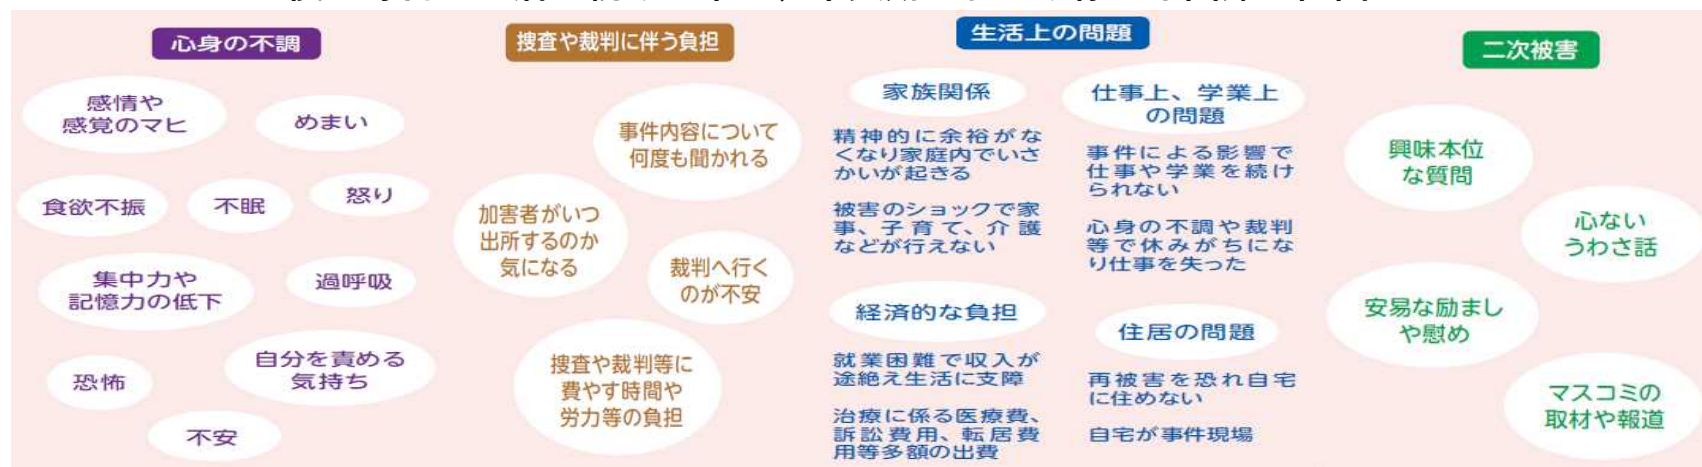 心身の不調
感情や
感覚のマヒ
めまい
食欲不振
不眠
怒り
集中力や
記憶力の低下
過呼吸
恐怖
自分を責める
気持ち
不安
捜査や裁判に伴う負担
事件内容について
何度も聞かれる
加害者がいつ
出所するのか
気になる
裁判へ行く
のが不安
捜査や裁判等に
費やす時間や
労力等の負担
生活上の問題
家族関係
精神的に余裕がな
くなり家庭内でいさ
かいが起きる
被害のショックで家
事、子育て、介護
などが行えない
仕事上、学業上
の問題
事件による影響で
仕事や学業を続け
られない
心身の不調や裁判
等で休みがちにな
り仕事を失った
経済的な負担
就業困難で収入が
途絶え生活に支障
治療に係る医療費、
訴訟費用、転居費
用等多額の出費
住居の問題
再被害を恐れ自宅
に住めない
自宅が事件現場
二次被害
興味本位
な質問
心ない
うわさ話
安易な励まし
や慰め
マスコミの
取材や報道